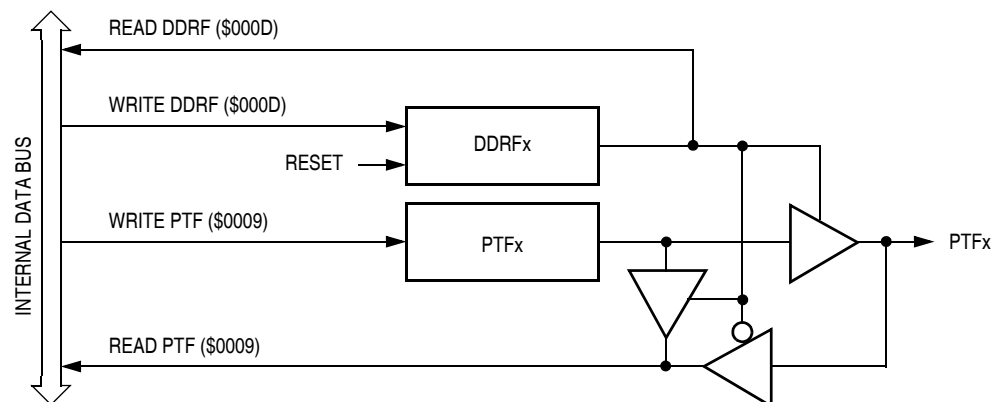 READ DDRF ($000D)
WRITE DDRF ($000D)
DDRFx
RESET
INTERNAL DATA BUS
WRITE PTF ($0009)
PTFx
PTFx
READ PTF ($0009)